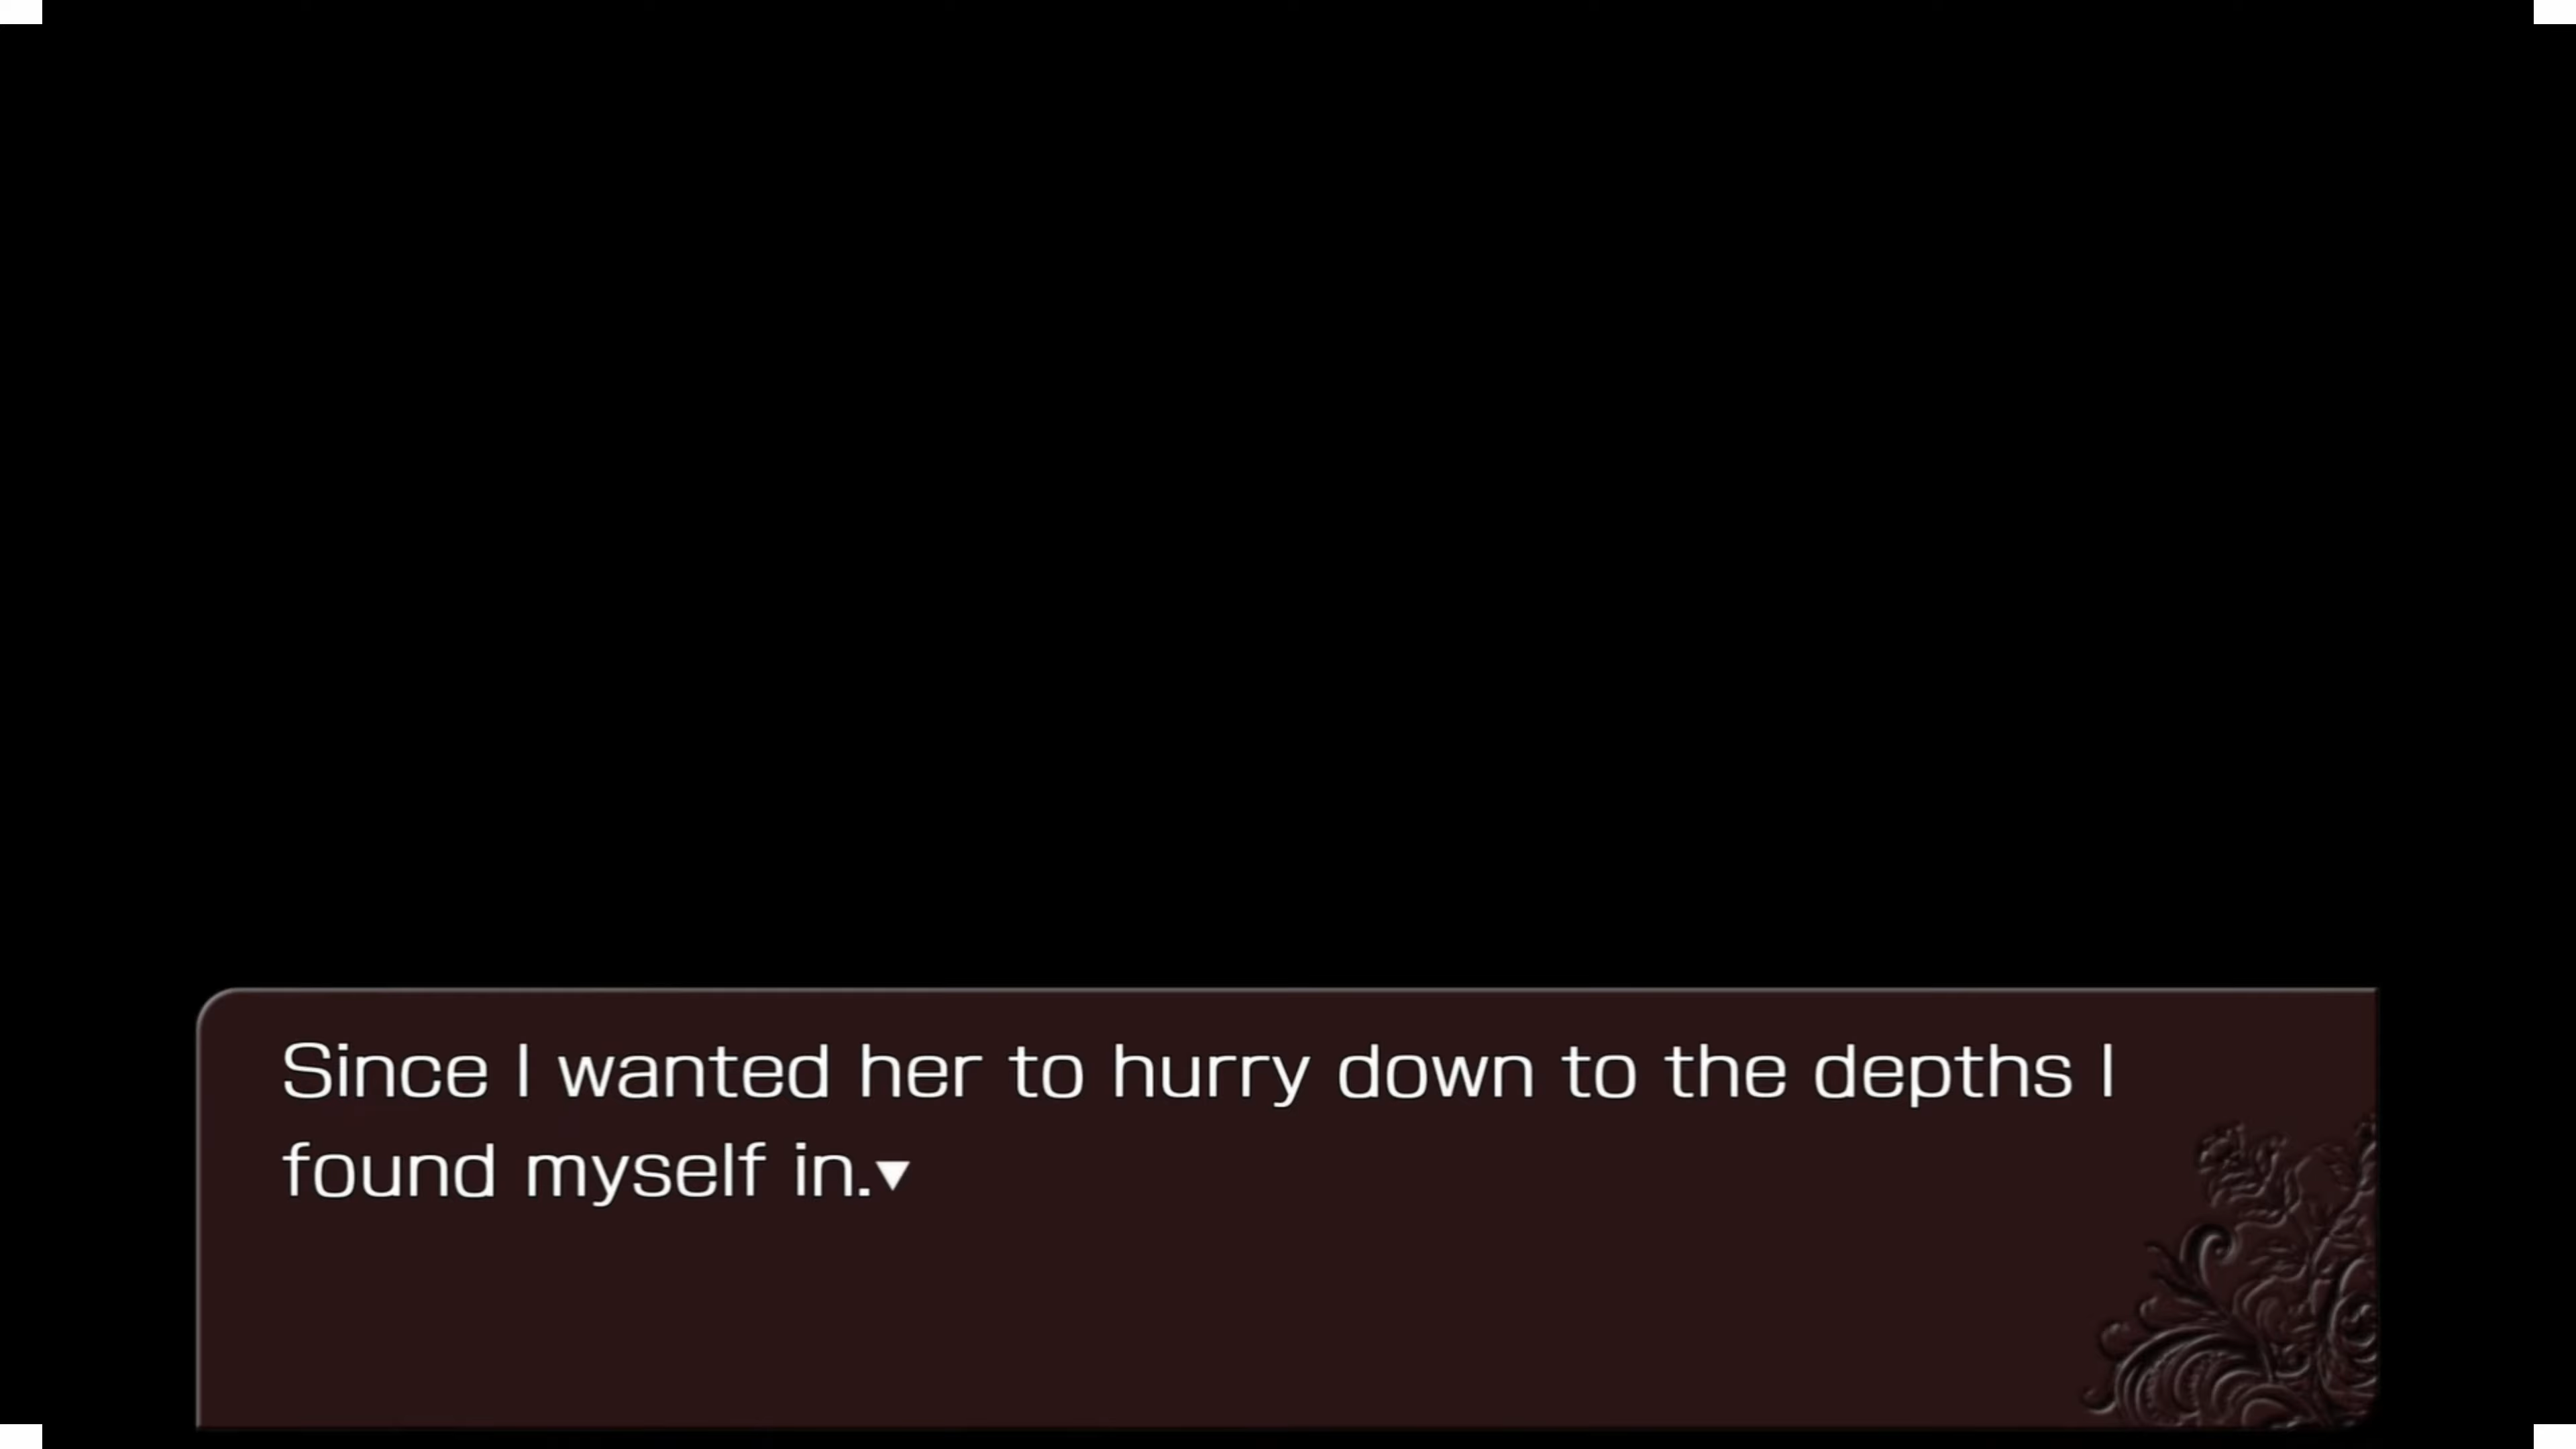 Since I wanted her to hurry down to the depths I
found myself in.▼